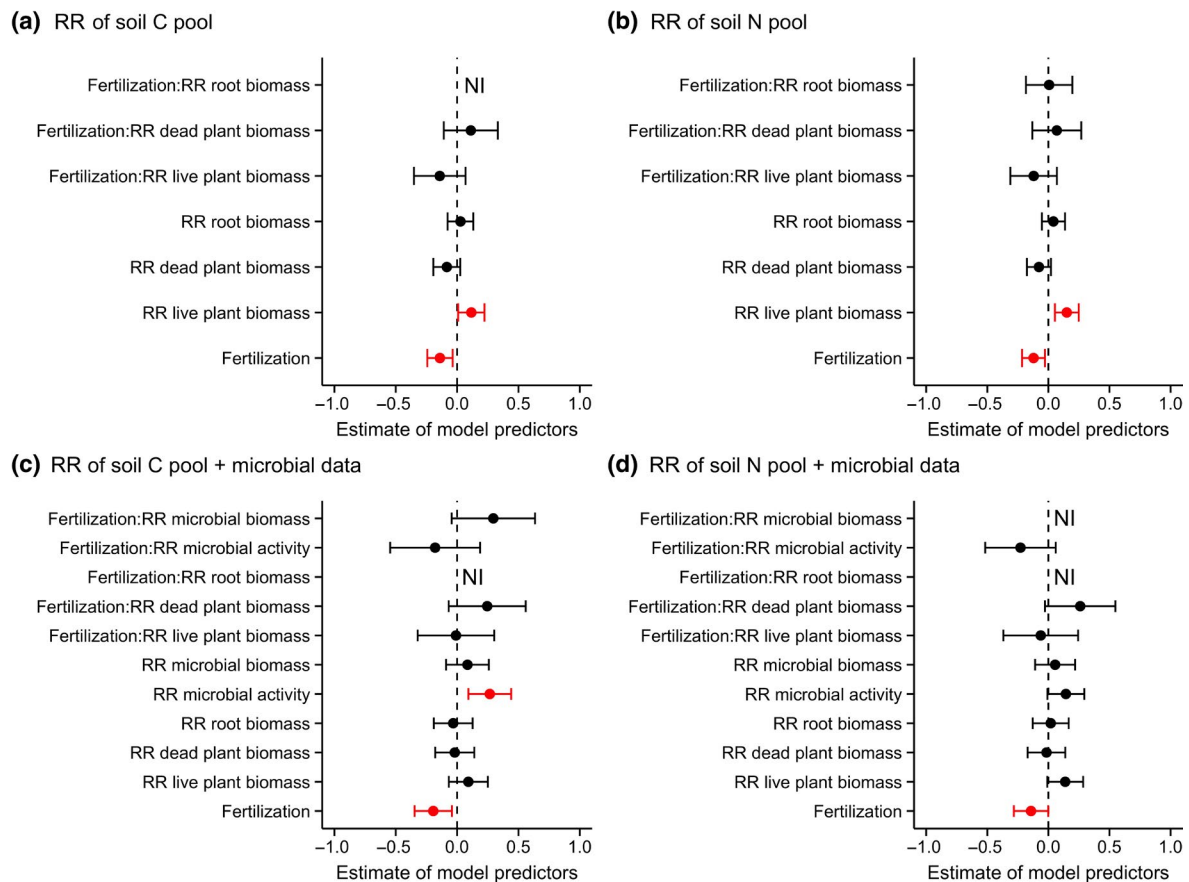 (a) RR of soil C pool
Fertilization:RR root biomass
NI
Fertilization:RR dead plant biomass
Fertilization:RR live plant biomass
RR root biomass
RR dead plant biomass
RR live plant biomass
Fertilization
−1.0 −0.5 0.0 0.5 1.0
Estimate of model predictors
(b) RR of soil N pool
Fertilization:RR root biomass
Fertilization:RR dead plant biomass
Fertilization:RR live plant biomass
RR root biomass
RR dead plant biomass
RR live plant biomass
Fertilization
−1.0 −0.5 0.0 0.5 1.0
Estimate of model predictors
(c) RR of soil C pool + microbial data
Fertilization:RR microbial biomass
Fertilization:RR microbial activity
Fertilization:RR root biomass
NI
Fertilization:RR dead plant biomass
Fertilization:RR live plant biomass
RR microbial biomass
RR microbial activity
RR root biomass
RR dead plant biomass
RR live plant biomass
Fertilization
−1.0 −0.5 0.0 0.5 1.0
Estimate of model predictors
(d) RR of soil N pool + microbial data
Fertilization:RR microbial biomass
NI
Fertilization:RR microbial activity
Fertilization:RR root biomass
NI
Fertilization:RR dead plant biomass
Fertilization:RR live plant biomass
RR microbial biomass
RR microbial activity
RR root biomass
RR dead plant biomass
RR live plant biomass
Fertilization
−1.0 −0.5 0.0 0.5 1.0
Estimate of model predictors